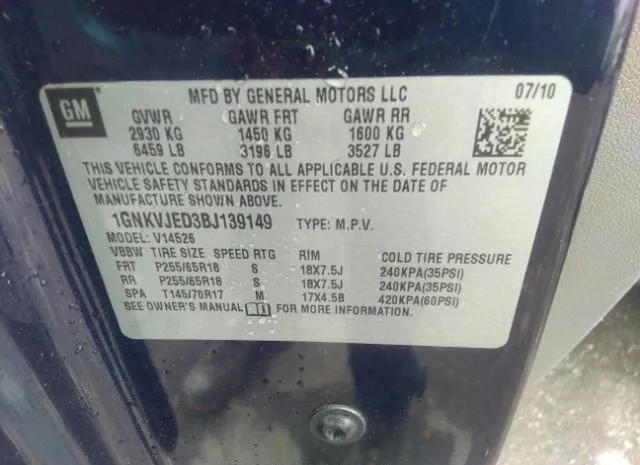 GM
MFD BY GENERAL MOTORS LLC 07/10
GVWR GAWR FRT GAWR RR
2930 KG 1450 KG 1600 KG
6459 LB 3196 LB 3527 LB
THIS VEHICLE CONFORMS TO ALL APPLICABLE U.S. FEDERAL MOTOR
VEHICLE SAFETY STANDARDS IN EFFECT ON THE DATE OF
MANUFACTURE SHOWN ABOVE.
1GNKVJED3BJ139149 TYPE: M.P.V.
MODEL: V14526
VBBW TIRE SIZE SPEED RTG RIM COLD TIRE PRESSURE
FRT P255/65R18 S 18X7.5J 240KPA(35PSI)
RR P255/65R18 S 18X7.5J 240KPA(35PSI)
SPA T145/70R17 M 17X4.5B 420KPA(60PSI)
SEE OWNER'S MANUAL FOR MORE INFORMATION.